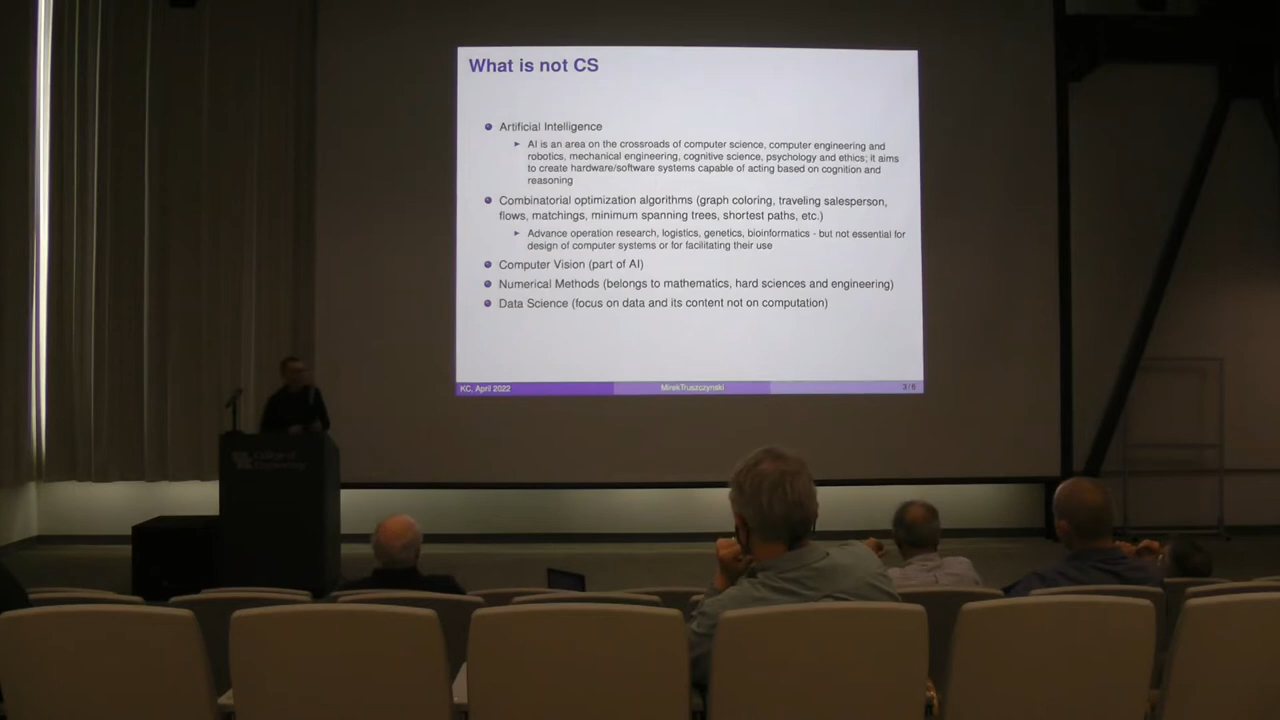 What is not CS
Artificial Intelligence
AI is an area on the crossroads of computer science, computer engineering and
robotics, mechanical engineering, cognitive science, psychology and ethics; it aims
to create hardware/software systems capable of acting based on cognition and
reasoning
Combinatorial optimization algorithms (graph coloring, traveling salesperson,
flows, matchings, minimum spanning trees, shortest paths, etc.)
Advance operation research, logistics, genetics, bioinformatics - but not essential for
design of computer systems or for facilitating their use
Computer Vision (part of AI)
Numerical Methods (belongs to mathematics, hard sciences and engineering)
Data Science (focus on data and its content not on computation)
KC, April 2022
MirekTruszczynski
3/5
College of
Engineering